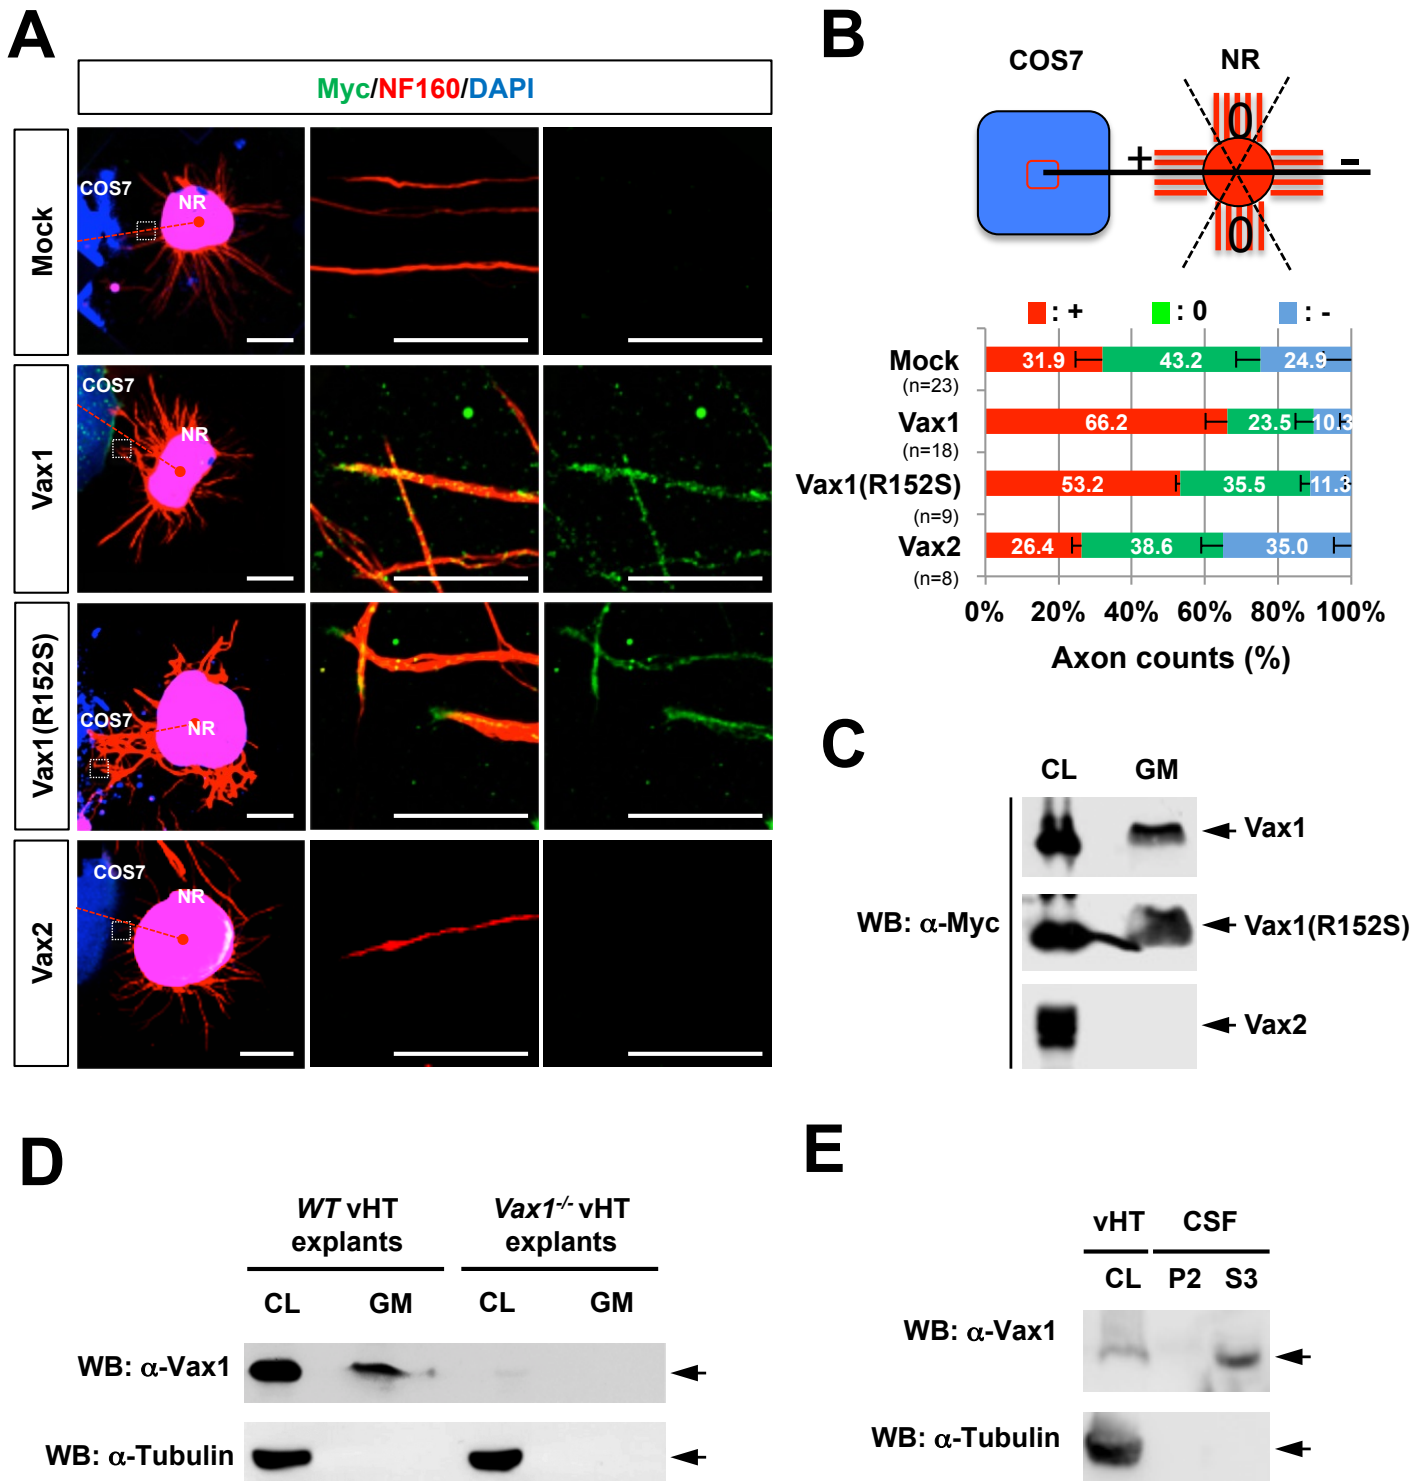 A
Myc/NF160/DAPI
Mock
COS7
NR
Vax1
COS7
NR
Vax1(R152S)
COS7
NR
Vax2
COS7
NR
B
COS7 NR
0
+ -
0
: + : 0 : -
Mock 31.9 43.2 24.9
(n=23)
Vax1 66.2 23.5 10.3
(n=18)
Vax1(R152S) 53.2 35.5 11.3
(n=9)
Vax2 26.4 38.6 35.0
(n=8)
0% 20% 40% 60% 80% 100%
Axon counts (%)
C
CL GM
Vax1
WB: α-Myc
Vax1(R152S)
Vax2
D
WT vHT explants
Vax1-/- vHT explants
CL GM CL GM
WB: α-Vax1
WB: α-Tubulin
E
vHT CSF
CL P2 S3
WB: α-Vax1
WB: α-Tubulin